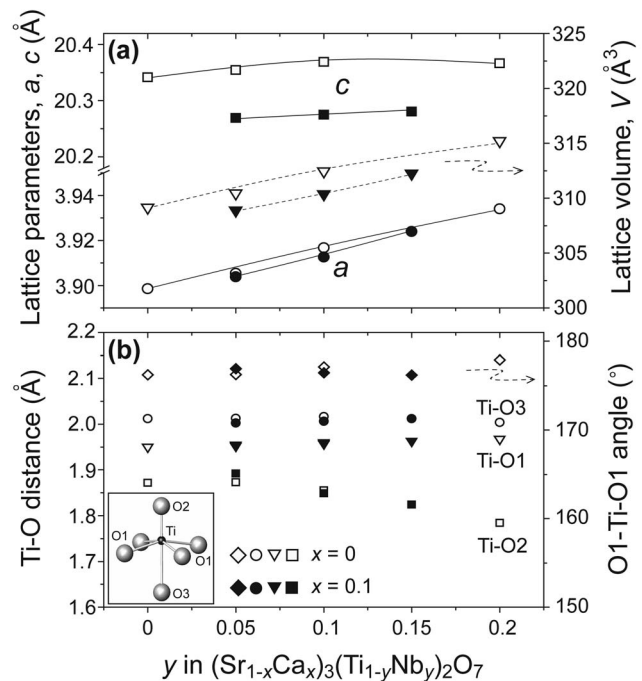 (a)
Lattice parameters, a, c (Å)
20.4
20.3
20.2
3.94
3.92
3.90
c
a
325
320
315
310
305
300
Lattice volume, V (Å³)
(b)
Ti-O distance (Å)
2.2
2.1
2.0
1.9
1.8
1.7
1.6
180
170
160
150
O1-Ti-O1 angle (°)
Ti-O3
Ti-O1
Ti-O2
O2
Ti
O1
O1
O3
x = 0
x = 0.1
0
0.05
0.1
0.15
0.2
y in (Sr₁₋ₓCaₓ)₃(Ti₁₋yNby)₂O₇